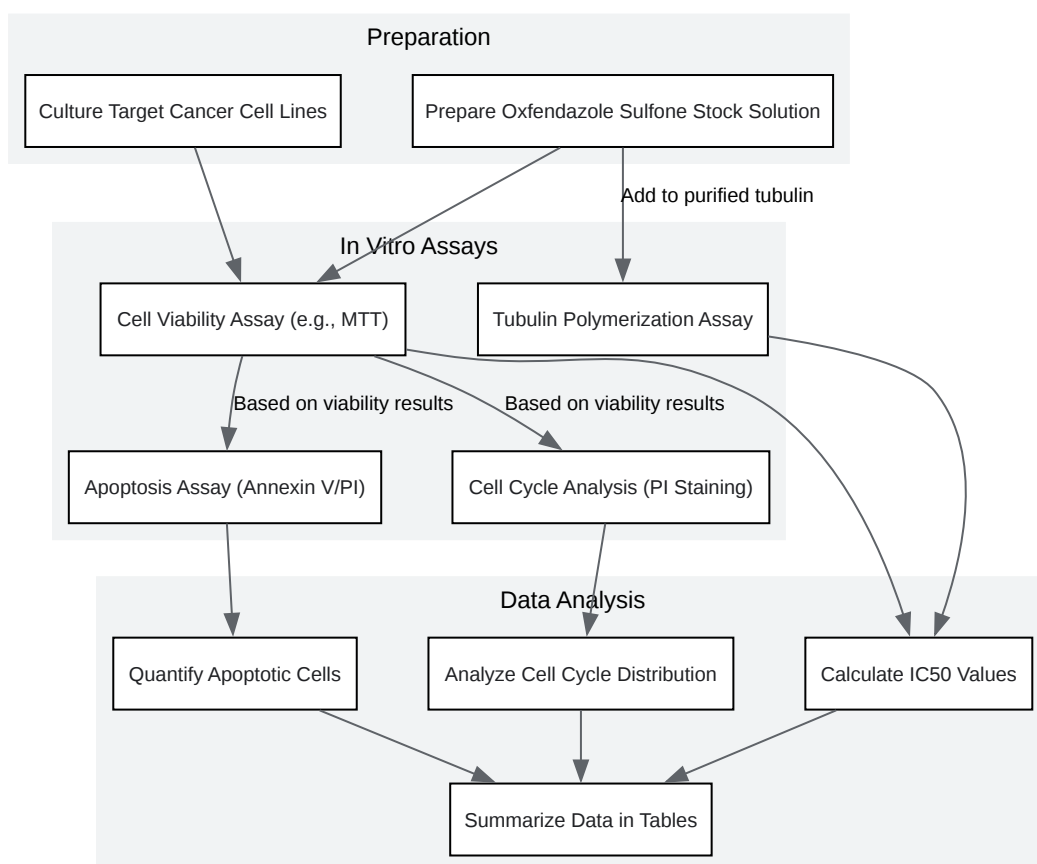 Preparation
Culture Target Cancer Cell Lines
Prepare Oxfendazole Sulfone Stock Solution
Add to purified tubulin
In Vitro Assays
Cell Viability Assay (e.g., MTT)
Tubulin Polymerization Assay
Based on viability results
Based on viability results
Apoptosis Assay (Annexin V/PI)
Cell Cycle Analysis (PI Staining)
Data Analysis
Quantify Apoptotic Cells
Analyze Cell Cycle Distribution
Calculate IC50 Values
Summarize Data in Tables